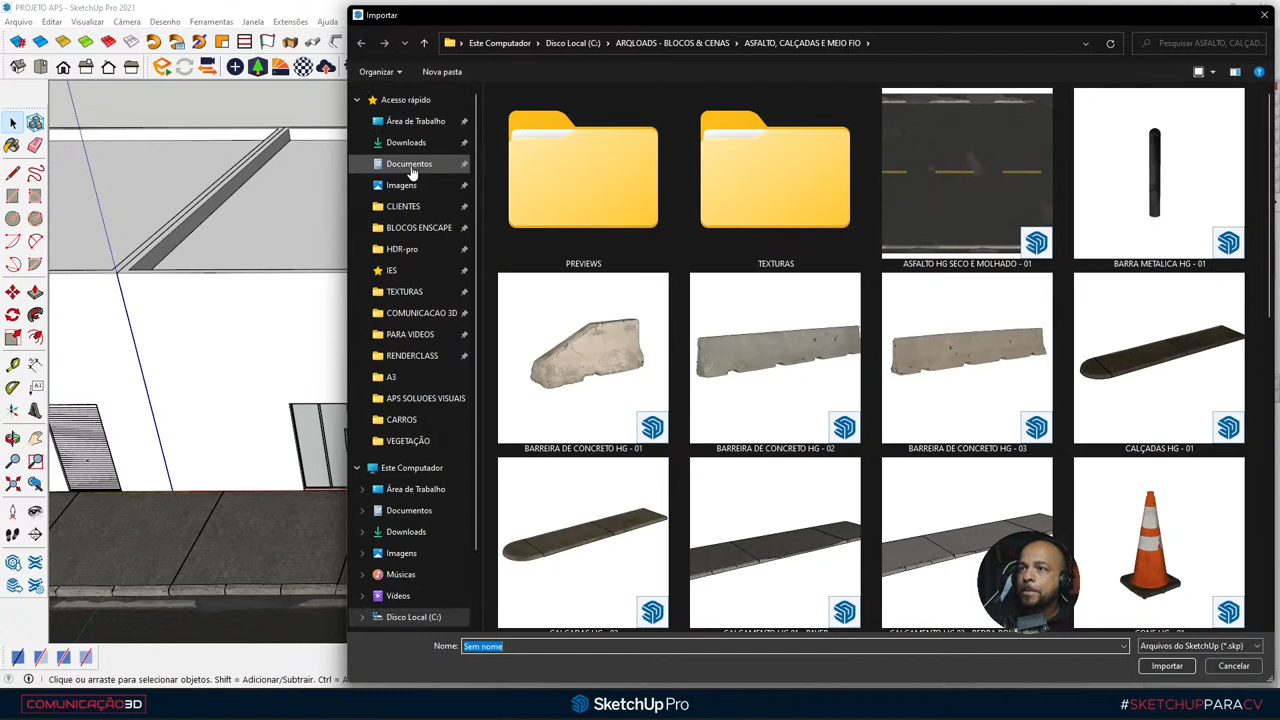 PROJETO APS - SketchUp Pro 2021
Arquivo Editar Visualizar Câmera Desenho Ferramentas Janela Extensões Ajuda
Importar
Este Computador › Disco Local (C:) › ARQLOADS - BLOCOS & CENAS › ASFALTO, CALÇADAS E MEIO FIO ›
Pesquisar ASFALTO, CALÇAD...
Organizar
Nova pasta
Acesso rápido
Área de Trabalho
Downloads
Documentos
Imagens
CLIENTES
BLOCOS ENSCAPE
HDR-pro
IES
TEXTURAS
COMUNICACAO 3D
PARA VIDEOS
RENDERCLASS
A3
APS SOLUOES VISUAIS
CARROS
VEGETAÇÃO
Este Computador
Área de Trabalho
Documentos
Downloads
Imagens
Músicas
Vídeos
Disco Local (C:)
PREVIEWS
TEXTURAS
ASFALTO HG SECO E MOLHADO - 01
BARRA METALICA HG - 01
BARREIRA DE CONCRETO HG - 01
BARREIRA DE CONCRETO HG - 02
BARREIRA DE CONCRETO HG - 03
CALÇADAS HG - 01
Nome:
Sem nome
Arquivos do SketchUp (*.skp)
Importar
Cancelar
Clique ou arraste para selecionar objetos. Shift = Adicionar/Subtrair. Ctrl = A
COMUNICAÇÃO3D
SketchUp Pro
#SKETCHUPPARACV